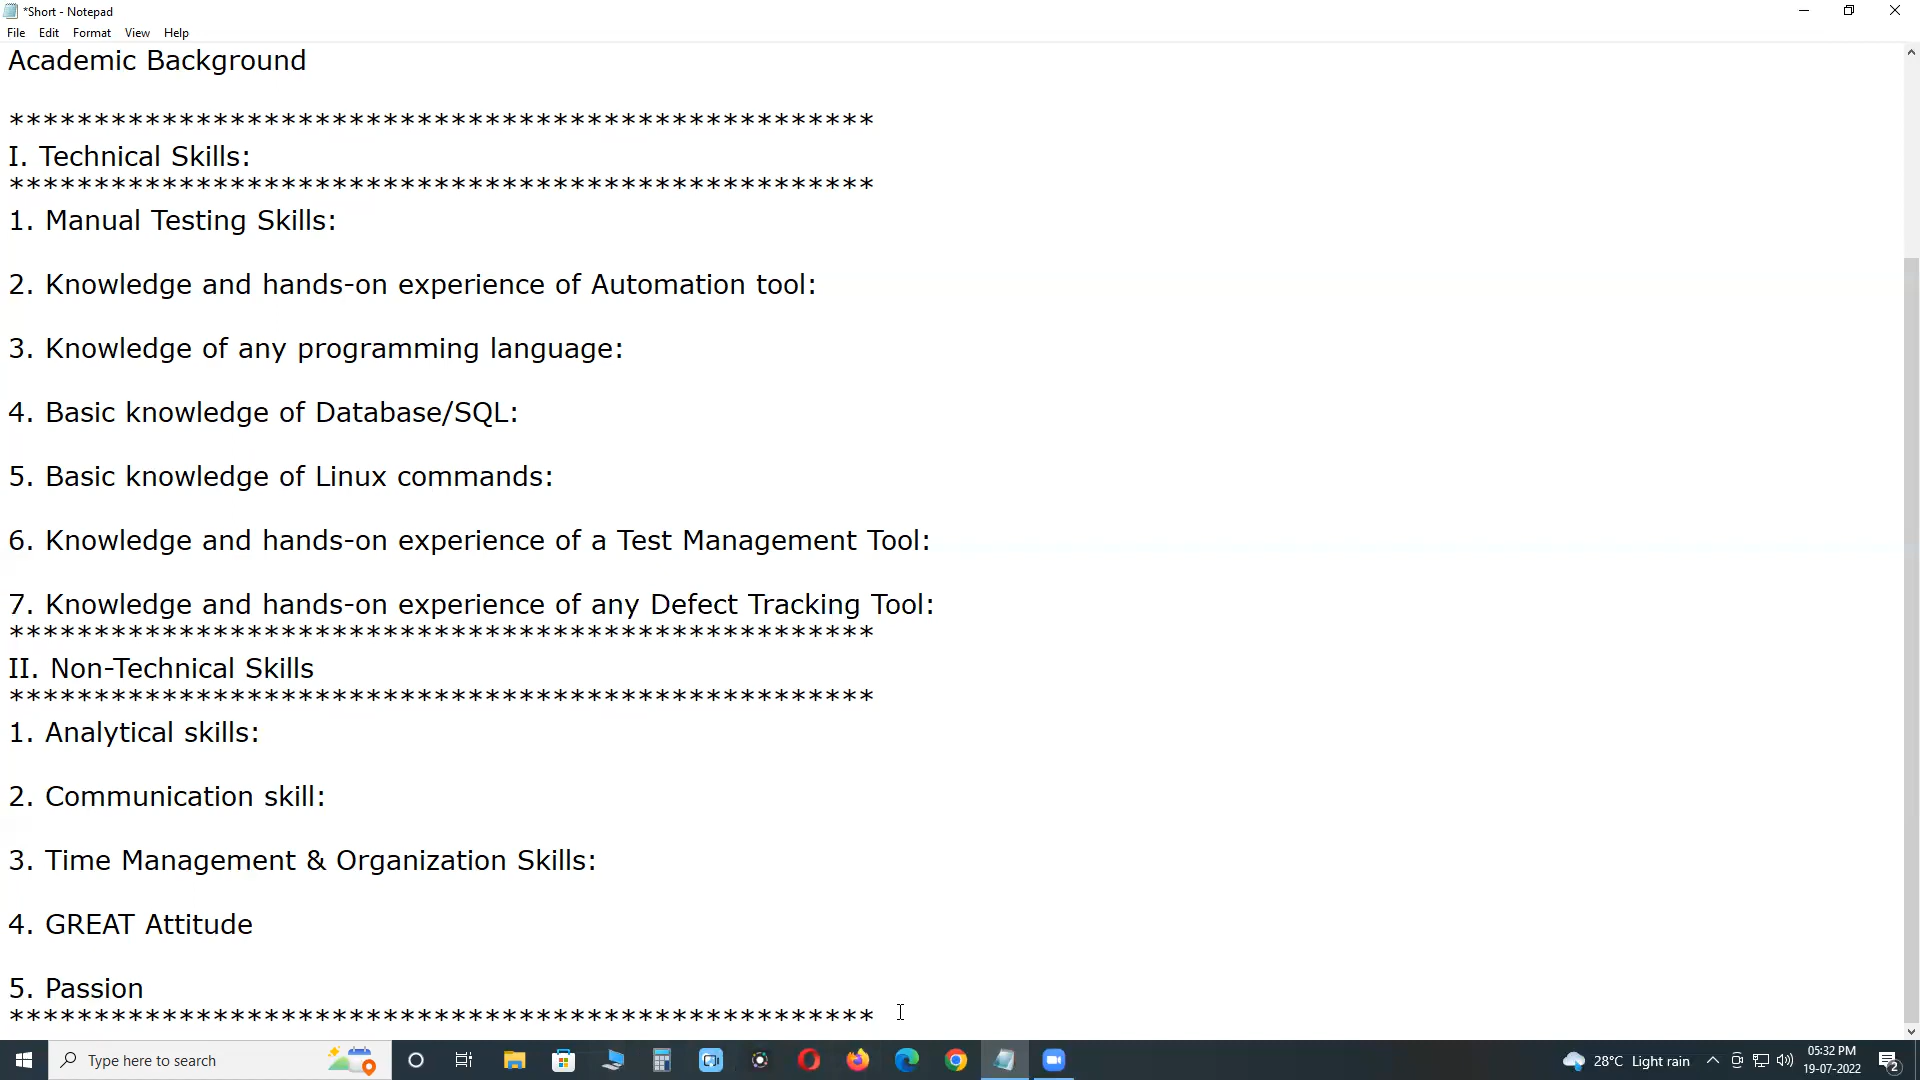 *Short - Notepad
File Edit Format View Help
Academic Background
***************************************************
I. Technical Skills:
***************************************************
1. Manual Testing Skills:
2. Knowledge and hands-on experience of Automation tool:
3. Knowledge of any programming language:
4. Basic knowledge of Database/SQL:
5. Basic knowledge of Linux commands:
6. Knowledge and hands-on experience of a Test Management Tool:
7. Knowledge and hands-on experience of any Defect Tracking Tool:
***************************************************
II. Non-Technical Skills
***************************************************
1. Analytical skills:
2. Communication skill:
3. Time Management & Organization Skills:
4. GREAT Attitude
5. Passion
***************************************************
Type here to search
28°C Light rain
05:32 PM
19-07-2022
2